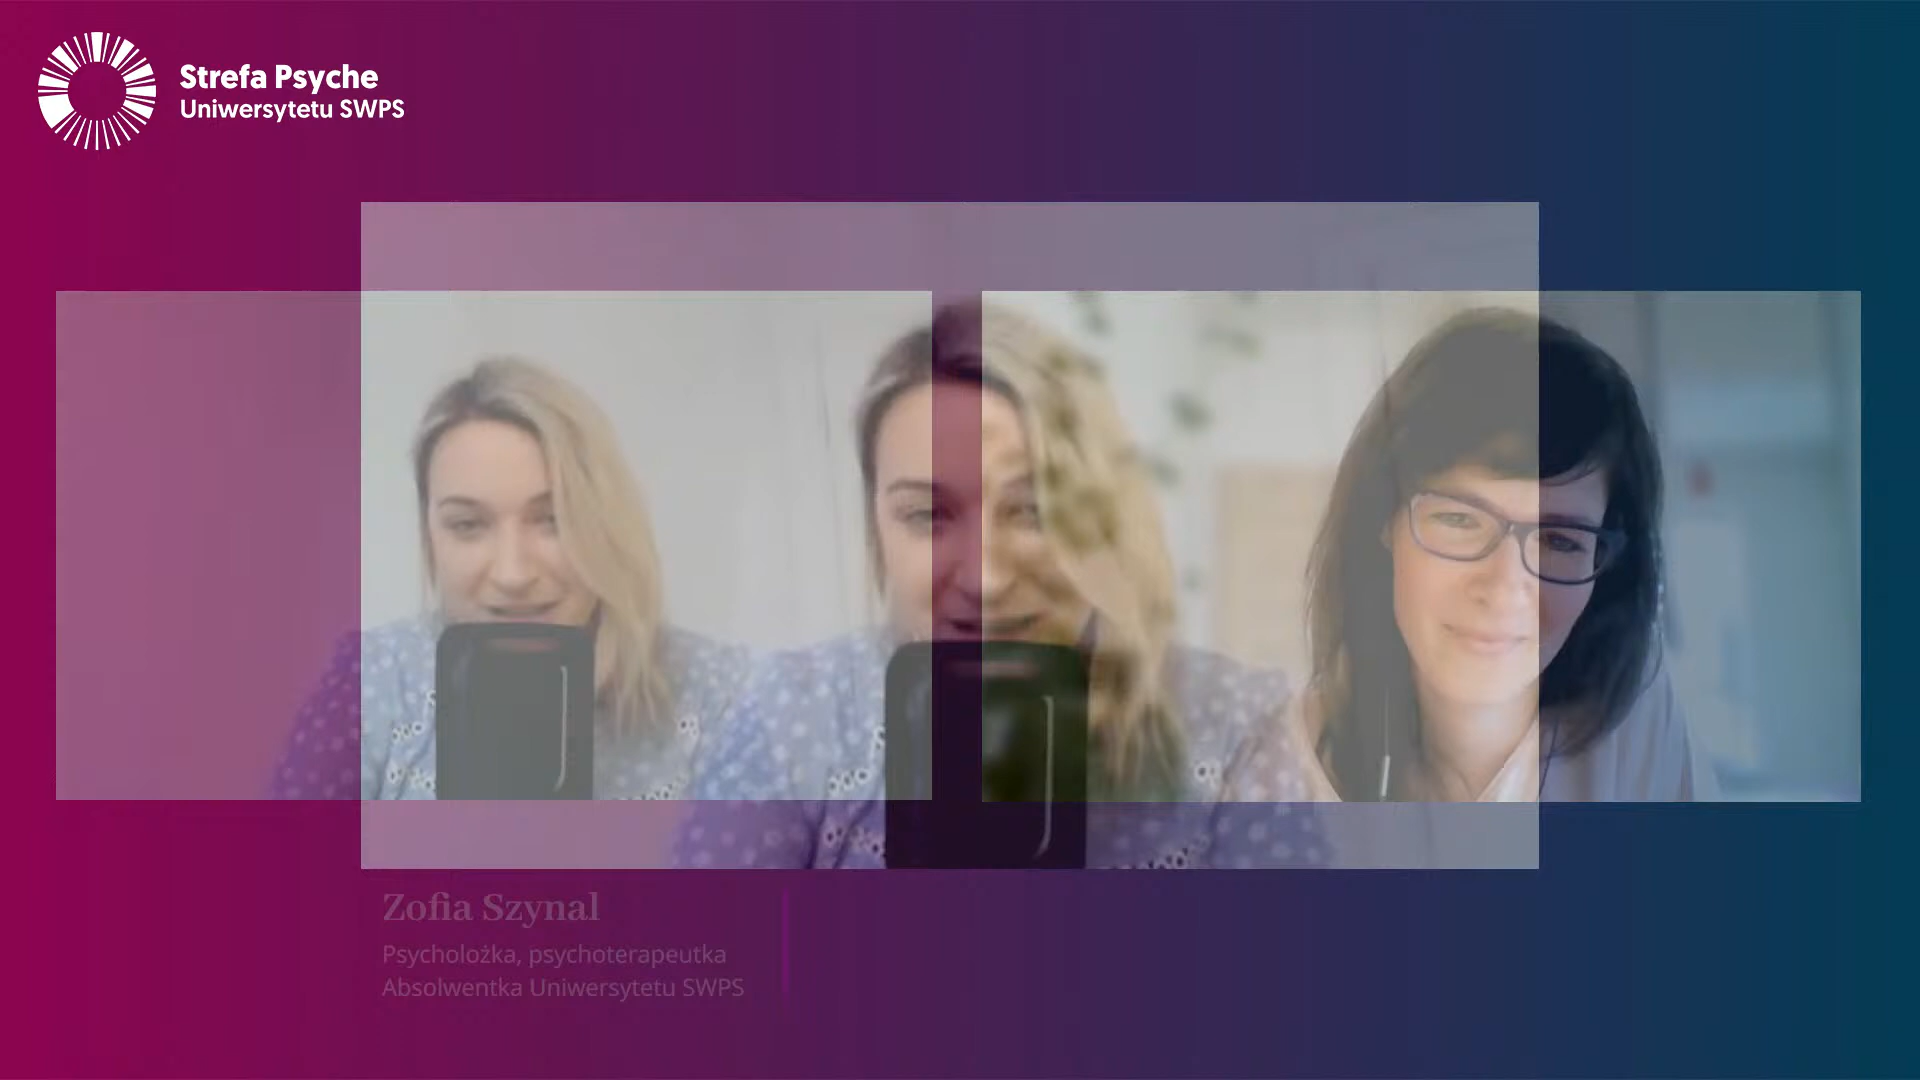 Strefa Psyche
Uniwersytetu SWPS
Zofia Szynal
Psycholożka, psychoterapeutka
Absolwentka Uniwersytetu SWPS